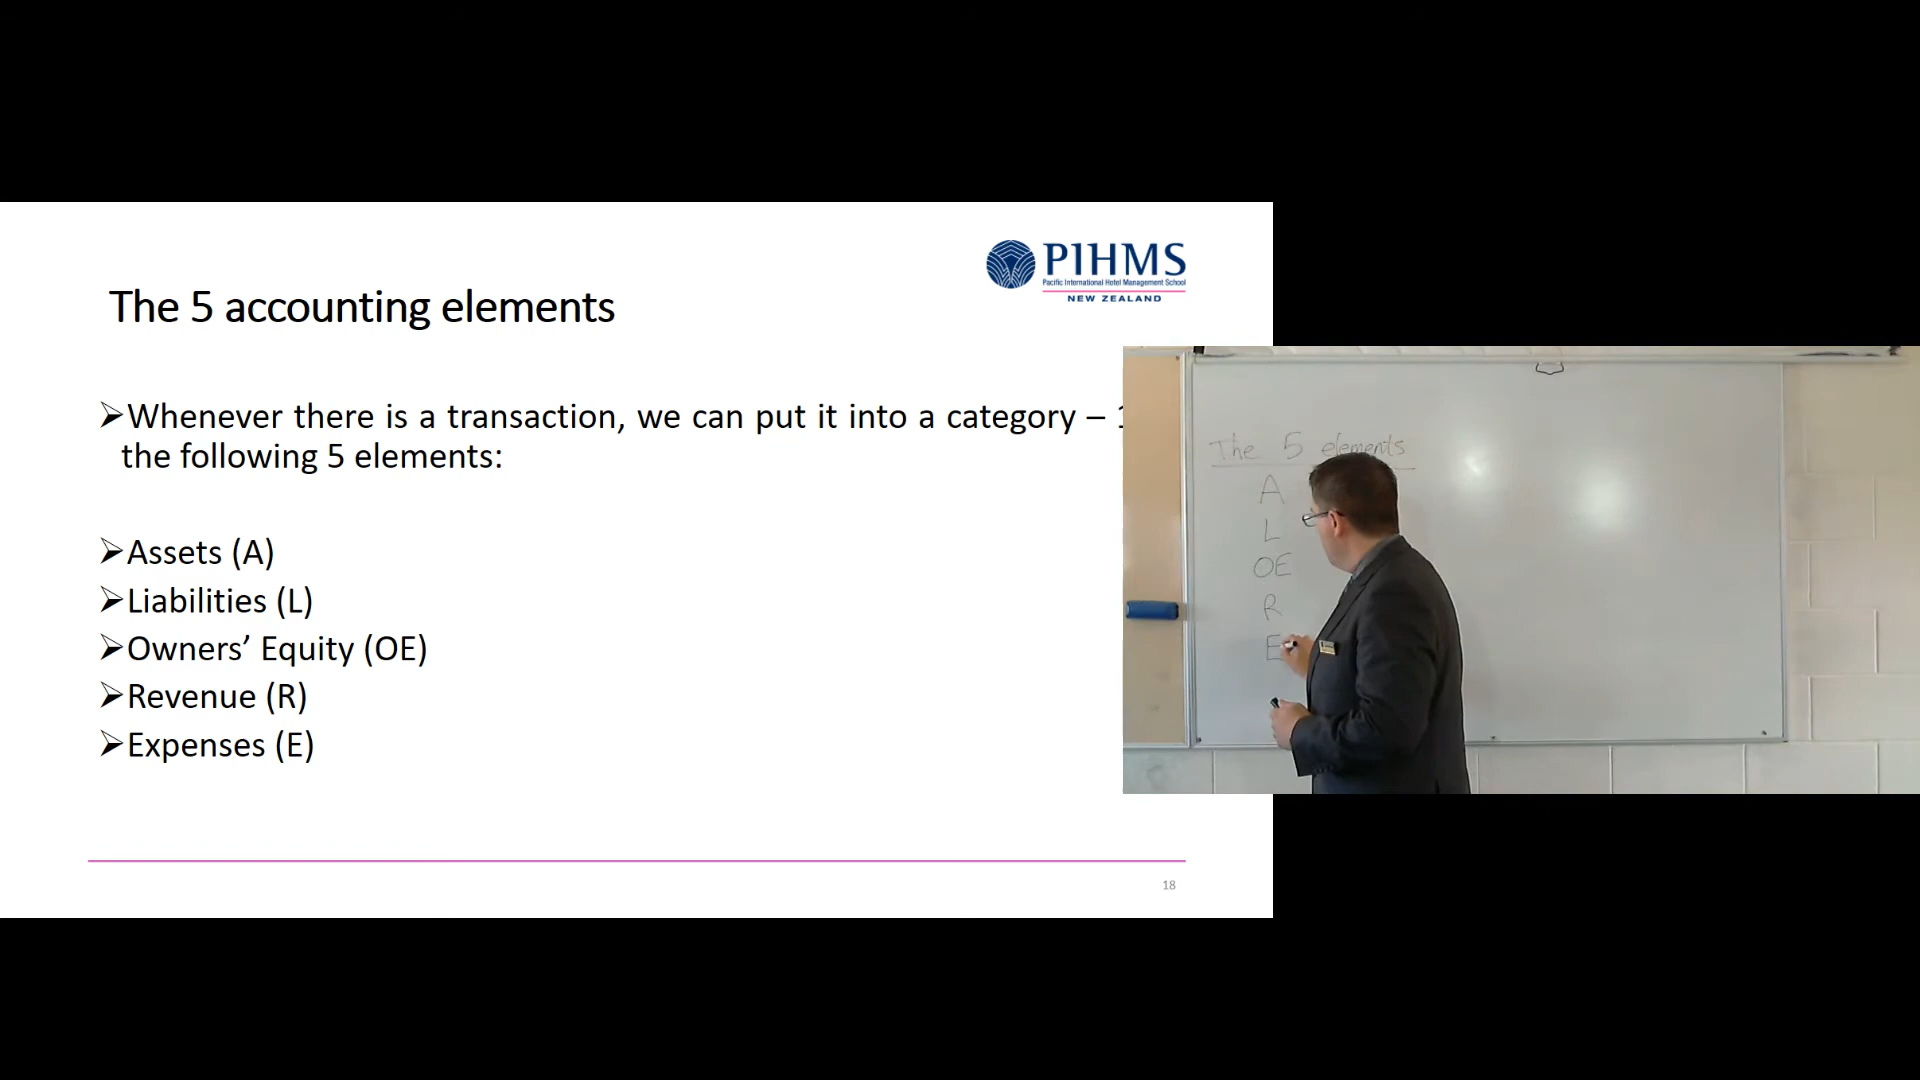 PIHMS
Pacific International Hotel Management School
NEW ZEALAND
The 5 accounting elements
➤Whenever there is a transaction, we can put it into a category –
the following 5 elements:
➤Assets (A)
➤Liabilities (L)
➤Owners’ Equity (OE)
➤Revenue (R)
➤Expenses (E)
18
The 5 elements
A
L
OE
R
E